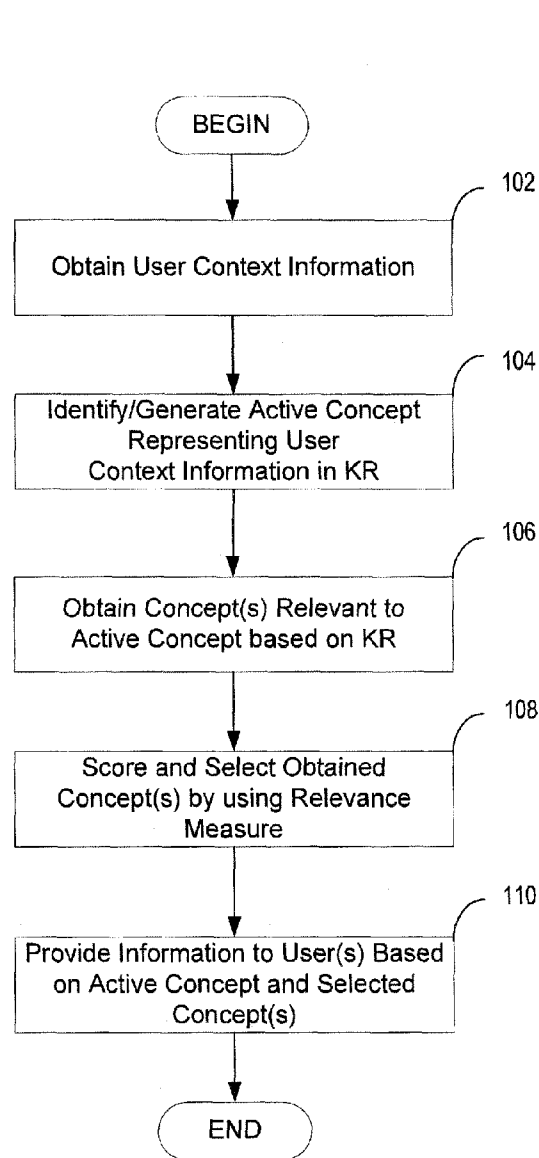 BEGIN
102
Obtain User Context Information
104
Identify/Generate Active Concept
Representing User
Context Information in KR
106
Obtain Concept(s) Relevant to
Active Concept based on KR
108
Score and Select Obtained
Concept(s) by using Relevance
Measure
110
Provide Information to User(s) Based
on Active Concept and Selected
Concept(s)
END